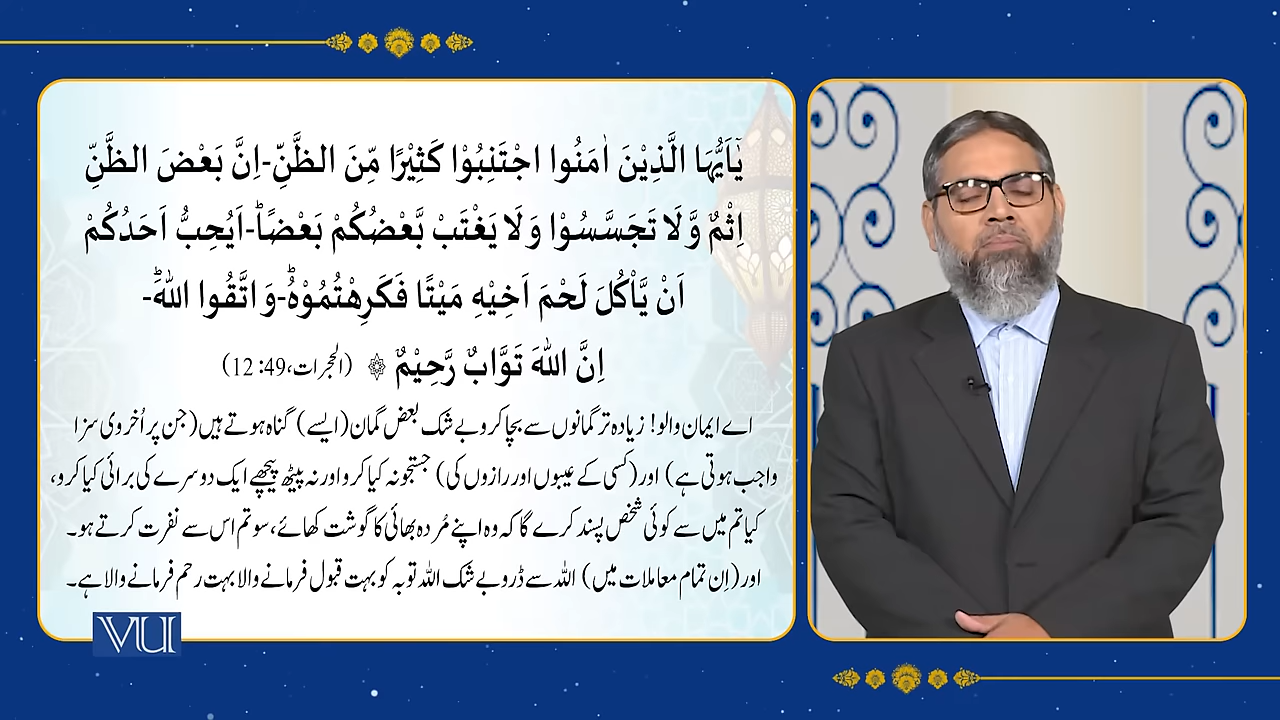 يٰٓاَيُّهَا الَّذِيْنَ اٰمَنُوا اجْتَنِبُوْا كَثِيْرًا مِّنَ الظَّنِّ-اِنَّ بَعْضَ الظَّنِّ
اِثْمٌ وَّلَا تَجَسَّسُوْا وَلَا يَغْتَبْ بَّعْضُكُمْ بَعْضًاؕ-اَيُحِبُّ اَحَدُكُمْ
اَنْ يَّاْكُلَ لَحْمَ اَخِيْهِ مَيْتًا فَكَرِهْتُمُوْهُؕ-وَاتَّقُوا اللّٰهَؕ-
اِنَّ اللّٰهَ تَوَّابٌ رَّحِيْمٌ ۞ (الحجرات،49: 12)
اے ایمان والو! زیادہ تر گمانوں سے بچا کرو بے شک بعض گمان (ایسے) گناہ ہوتے ہیں (جن پر اُخروی سزا
واجب ہوتی ہے) اور (کسی کے عیبوں اور رازوں کی) جستجو نہ کیا کرو اور نہ پیٹھ پیچھے ایک دوسرے کی برائی کیا کرو،
کیا تم میں سے کوئی شخص پسند کرے گا کہ وہ اپنے مُردہ بھائی کا گوشت کھائے، سو تم اس سے نفرت کرتے ہو۔
اور (اِن تمام معاملات میں) اللہ سے ڈرو بے شک اللہ توبہ کو بہت قبول فرمانے والا بہت رحم فرمانے والا ہے۔
VU